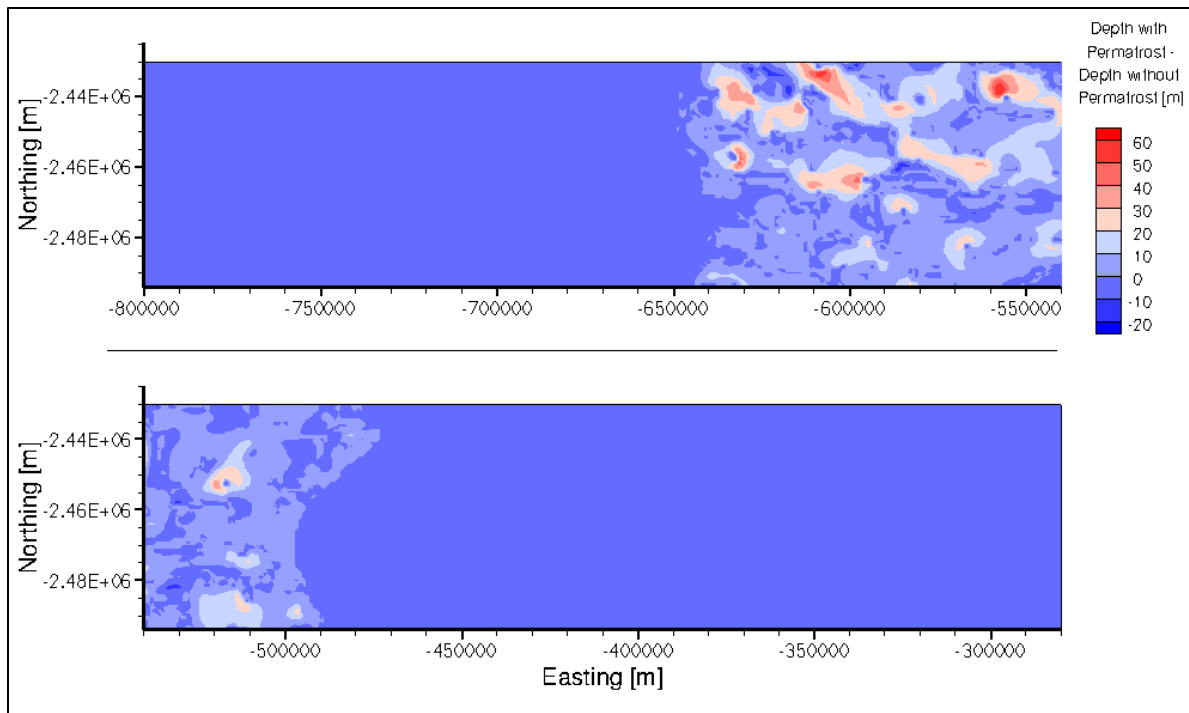 Depth with
Permafrost -
Depth without
Permafrost [m]
60
50
40
30
20
10
0
-10
-20
Northing [m]
-2.44E+06
-2.46E+06
-2.48E+06
-800000 -750000 -700000 -650000 -600000 -550000
Northing [m]
-2.44E+06
-2.46E+06
-2.48E+06
-500000 -450000 -400000 -350000 -300000
Easting [m]